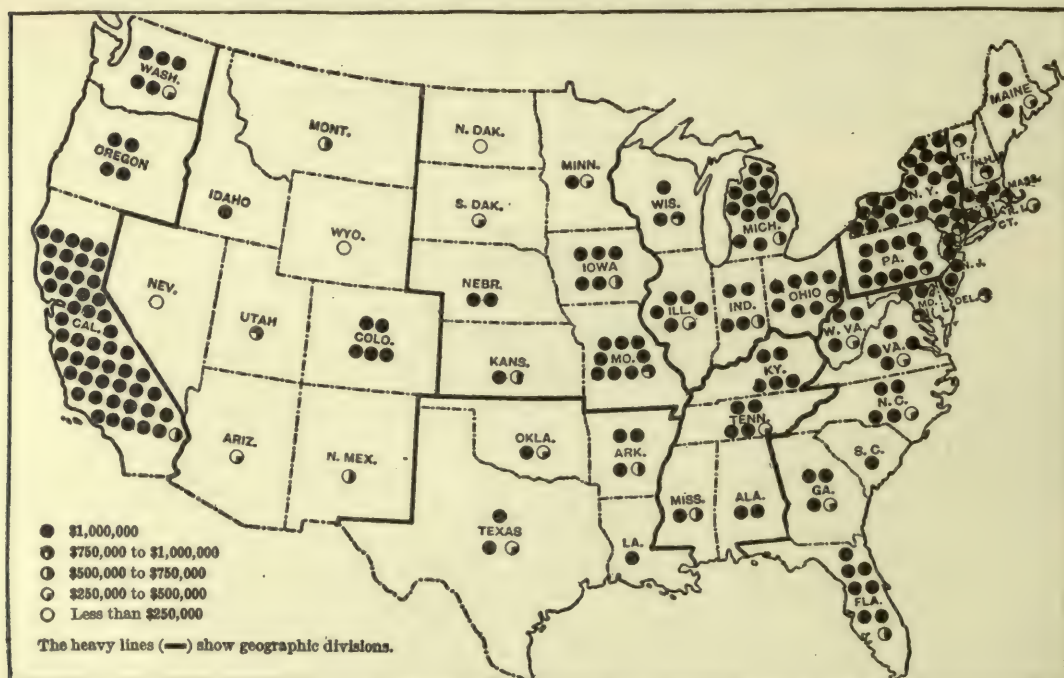 WASH.
OREGON
CAL.
IDAHO
NEV.
MONT.
WYO.
UTAH
COLO.
ARIZ.
N. MEX.
N. DAK.
S. DAK.
NEBR.
KANS.
OKLA.
TEXAS
MINN.
IOWA
MO.
ARK.
LA.
WIS.
ILL.
MICH.
IND.
OHIO
KY.
TENN.
MISS.
ALA.
GA.
FLA.
S. C.
N. C.
VA.
W. VA.
MD.
DEL.
PA.
N. J.
N. Y.
CT.
R. I.
MASS.
VT.
N.H.
MAINE
$1,000,000
$750,000 to $1,000,000
$500,000 to $750,000
$250,000 to $500,000
Less than $250,000
The heavy lines (━) show geographic divisions.